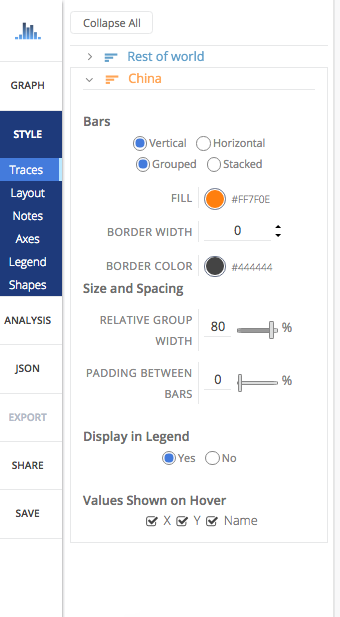 Collapse All
GRAPH
STYLE
Traces
Layout
Notes
Axes
Legend
Shapes
ANALYSIS
JSON
EXPORT
SHARE
SAVE
Rest of world
China
Bars
Vertical Horizontal
Grouped Stacked
FILL #FF7F0E
BORDER WIDTH 0
BORDER COLOR #444444
Size and Spacing
RELATIVE GROUP 80 %
WIDTH
PADDING BETWEEN 0 %
BARS
Display in Legend
Yes No
Values Shown on Hover
X Y Name